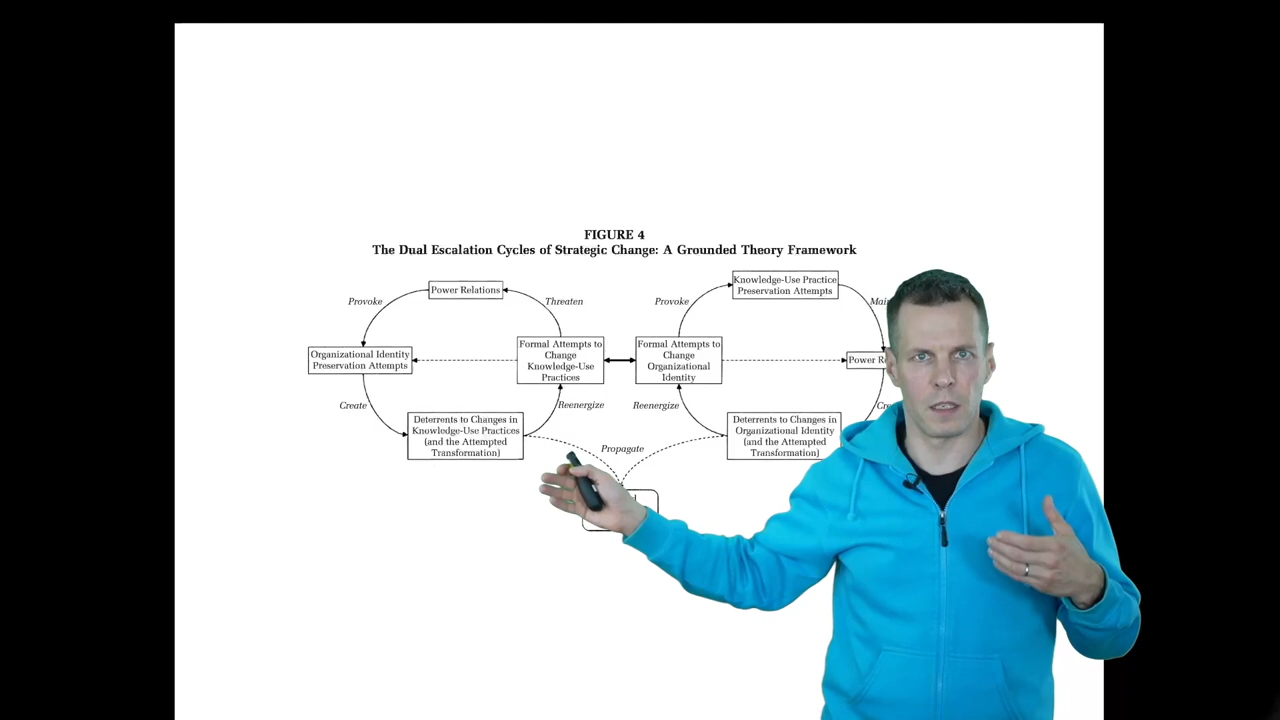 FIGURE 4
The Dual Escalation Cycles of Strategic Change: A Grounded Theory Framework
Power Relations
Provoke
Threaten
Organizational Identity
Preservation Attempts
Formal Attempts to
Change
Knowledge-Use
Practices
Create
Reenergize
Deterrents to Changes in
Knowledge-Use Practices
(and the Attempted
Transformation)
Propagate
Knowledge-Use Practice
Preservation Attempts
Provoke
Formal Attempts to
Change
Organizational
Identity
Power
Reenergize
Deterrents to Changes in
Organizational Identity
(and the Attempted
Transformation)